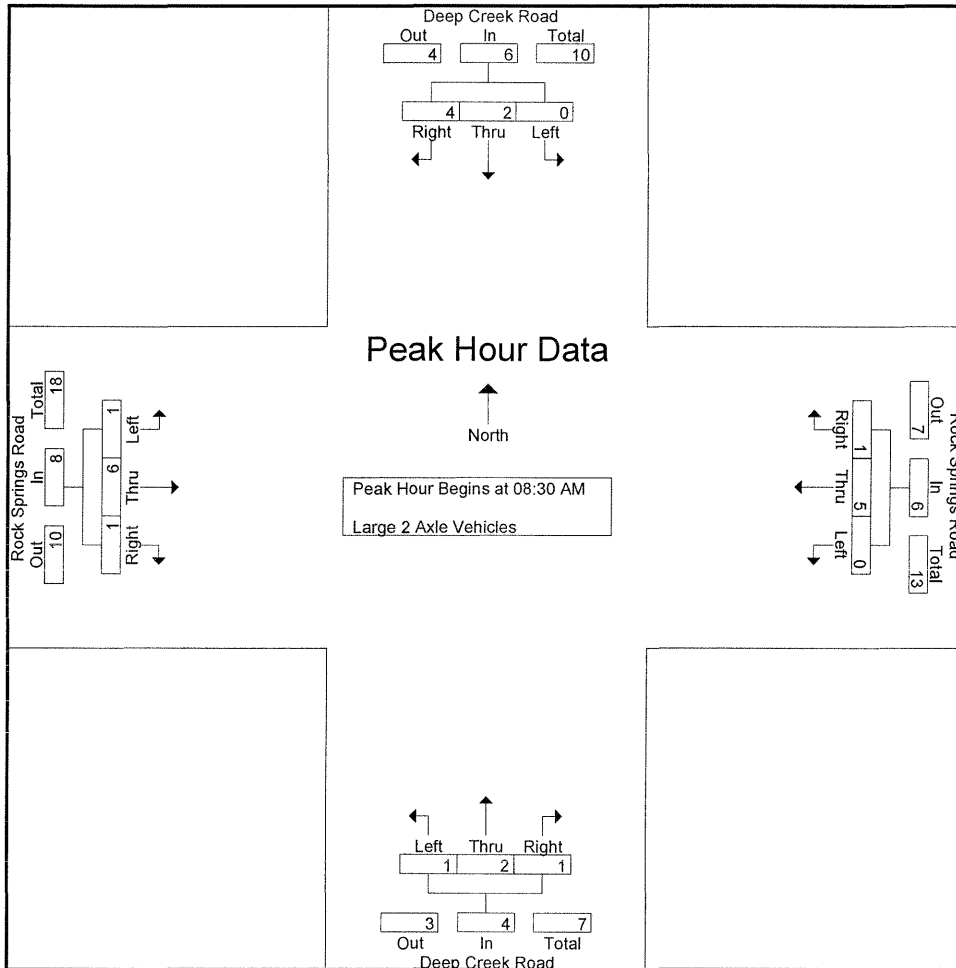 Deep Creek Road
Out In Total
4 6 10
4 2 0
Right Thru Left
Peak Hour Data
North
Peak Hour Begins at 08:30 AM
Large 2 Axle Vehicles
Rock Springs Road
Total In Out
18 8 10
1 6 1
Left Thru Right
Rock Springs Road
Out In Total
7 6 13
1 5 0
Right Thru Left
Left Thru Right
1 2 1
3 4 7
Out In Total
Deep Creek Road